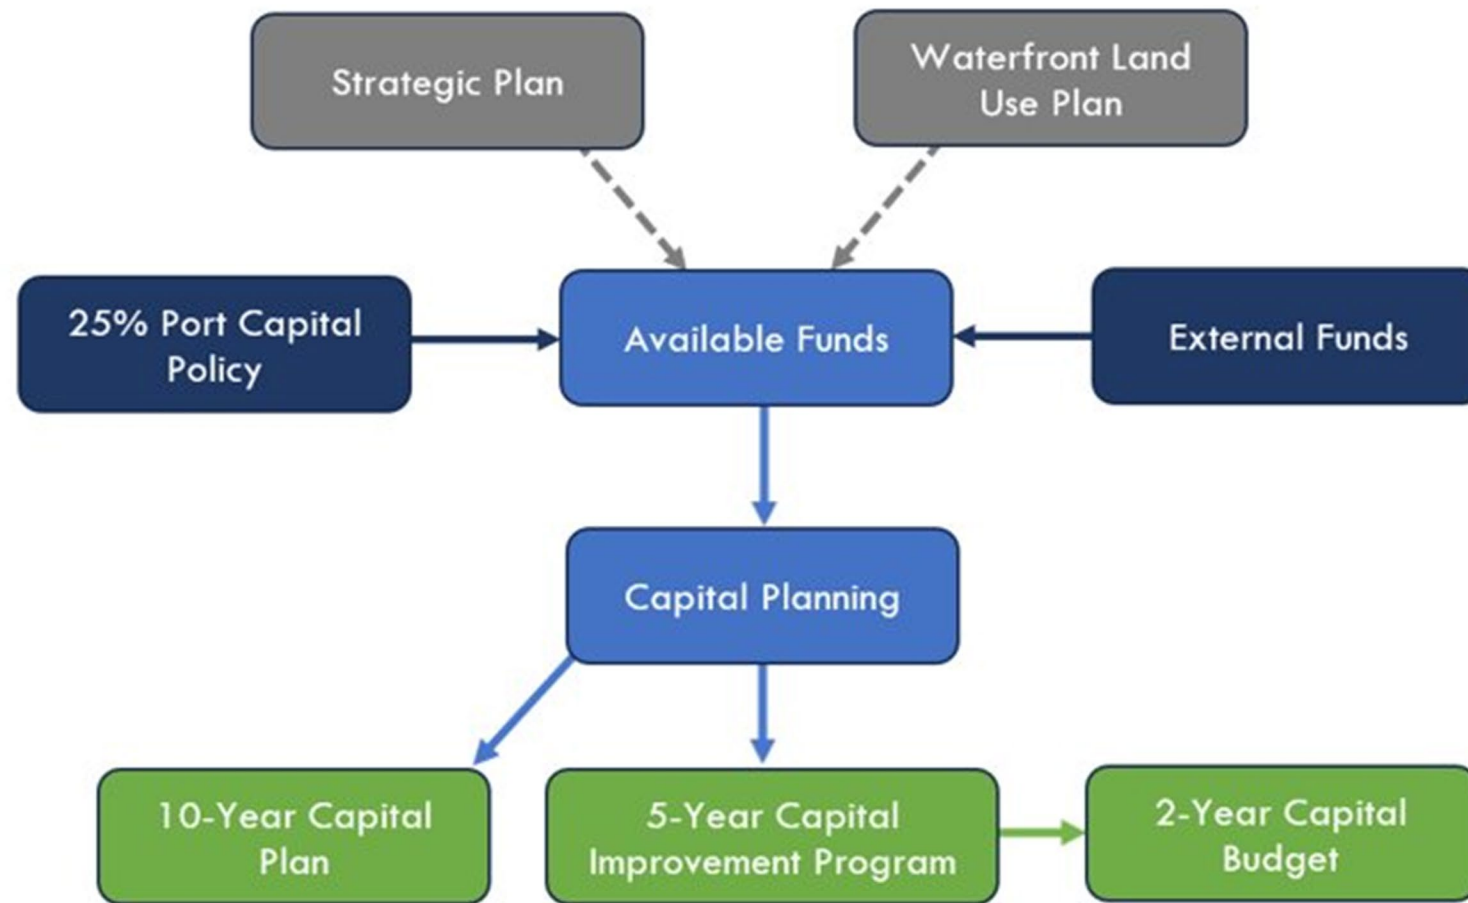 Strategic Plan
Waterfront Land
Use Plan
25% Port Capital
Policy
Available Funds
External Funds
Capital Planning
10-Year Capital
Plan
5-Year Capital
Improvement Program
2-Year Capital
Budget